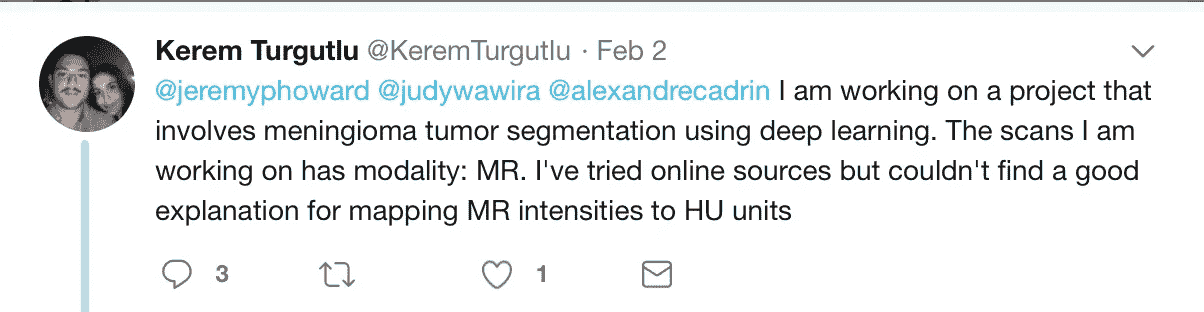 Kerem Turgutlu @KeremTurgutlu · Feb 2
@jeremyphoward @judywawira @alexandrecadrin I am working on a project that
involves meningioma tumor segmentation using deep learning. The scans I am
working on has modality: MR. I've tried online sources but couldn't find a good
explanation for mapping MR intensities to HU units
3 1